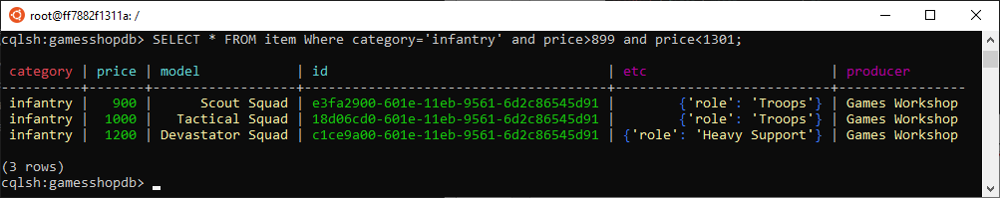 root@ff7882f1311a: /
cqlsh:gamesshopdb> SELECT * FROM item Where category='infantry' and price>899 and price<1301;
category | price | model | id | etc | producer
----------+-------+------------------+--------------------------------------+---------------------------+----------------
infantry | 900 | Scout Squad | e3fa2900-601e-11eb-9561-6d2c86545d91 | {'role': 'Troops'} | Games Workshop
infantry | 1000 | Tactical Squad | 18d06cd0-601e-11eb-9561-6d2c86545d91 | {'role': 'Troops'} | Games Workshop
infantry | 1200 | Devastator Squad | c1ce9a00-601e-11eb-9561-6d2c86545d91 | {'role': 'Heavy Support'} | Games Workshop
(3 rows)
cqlsh:gamesshopdb>